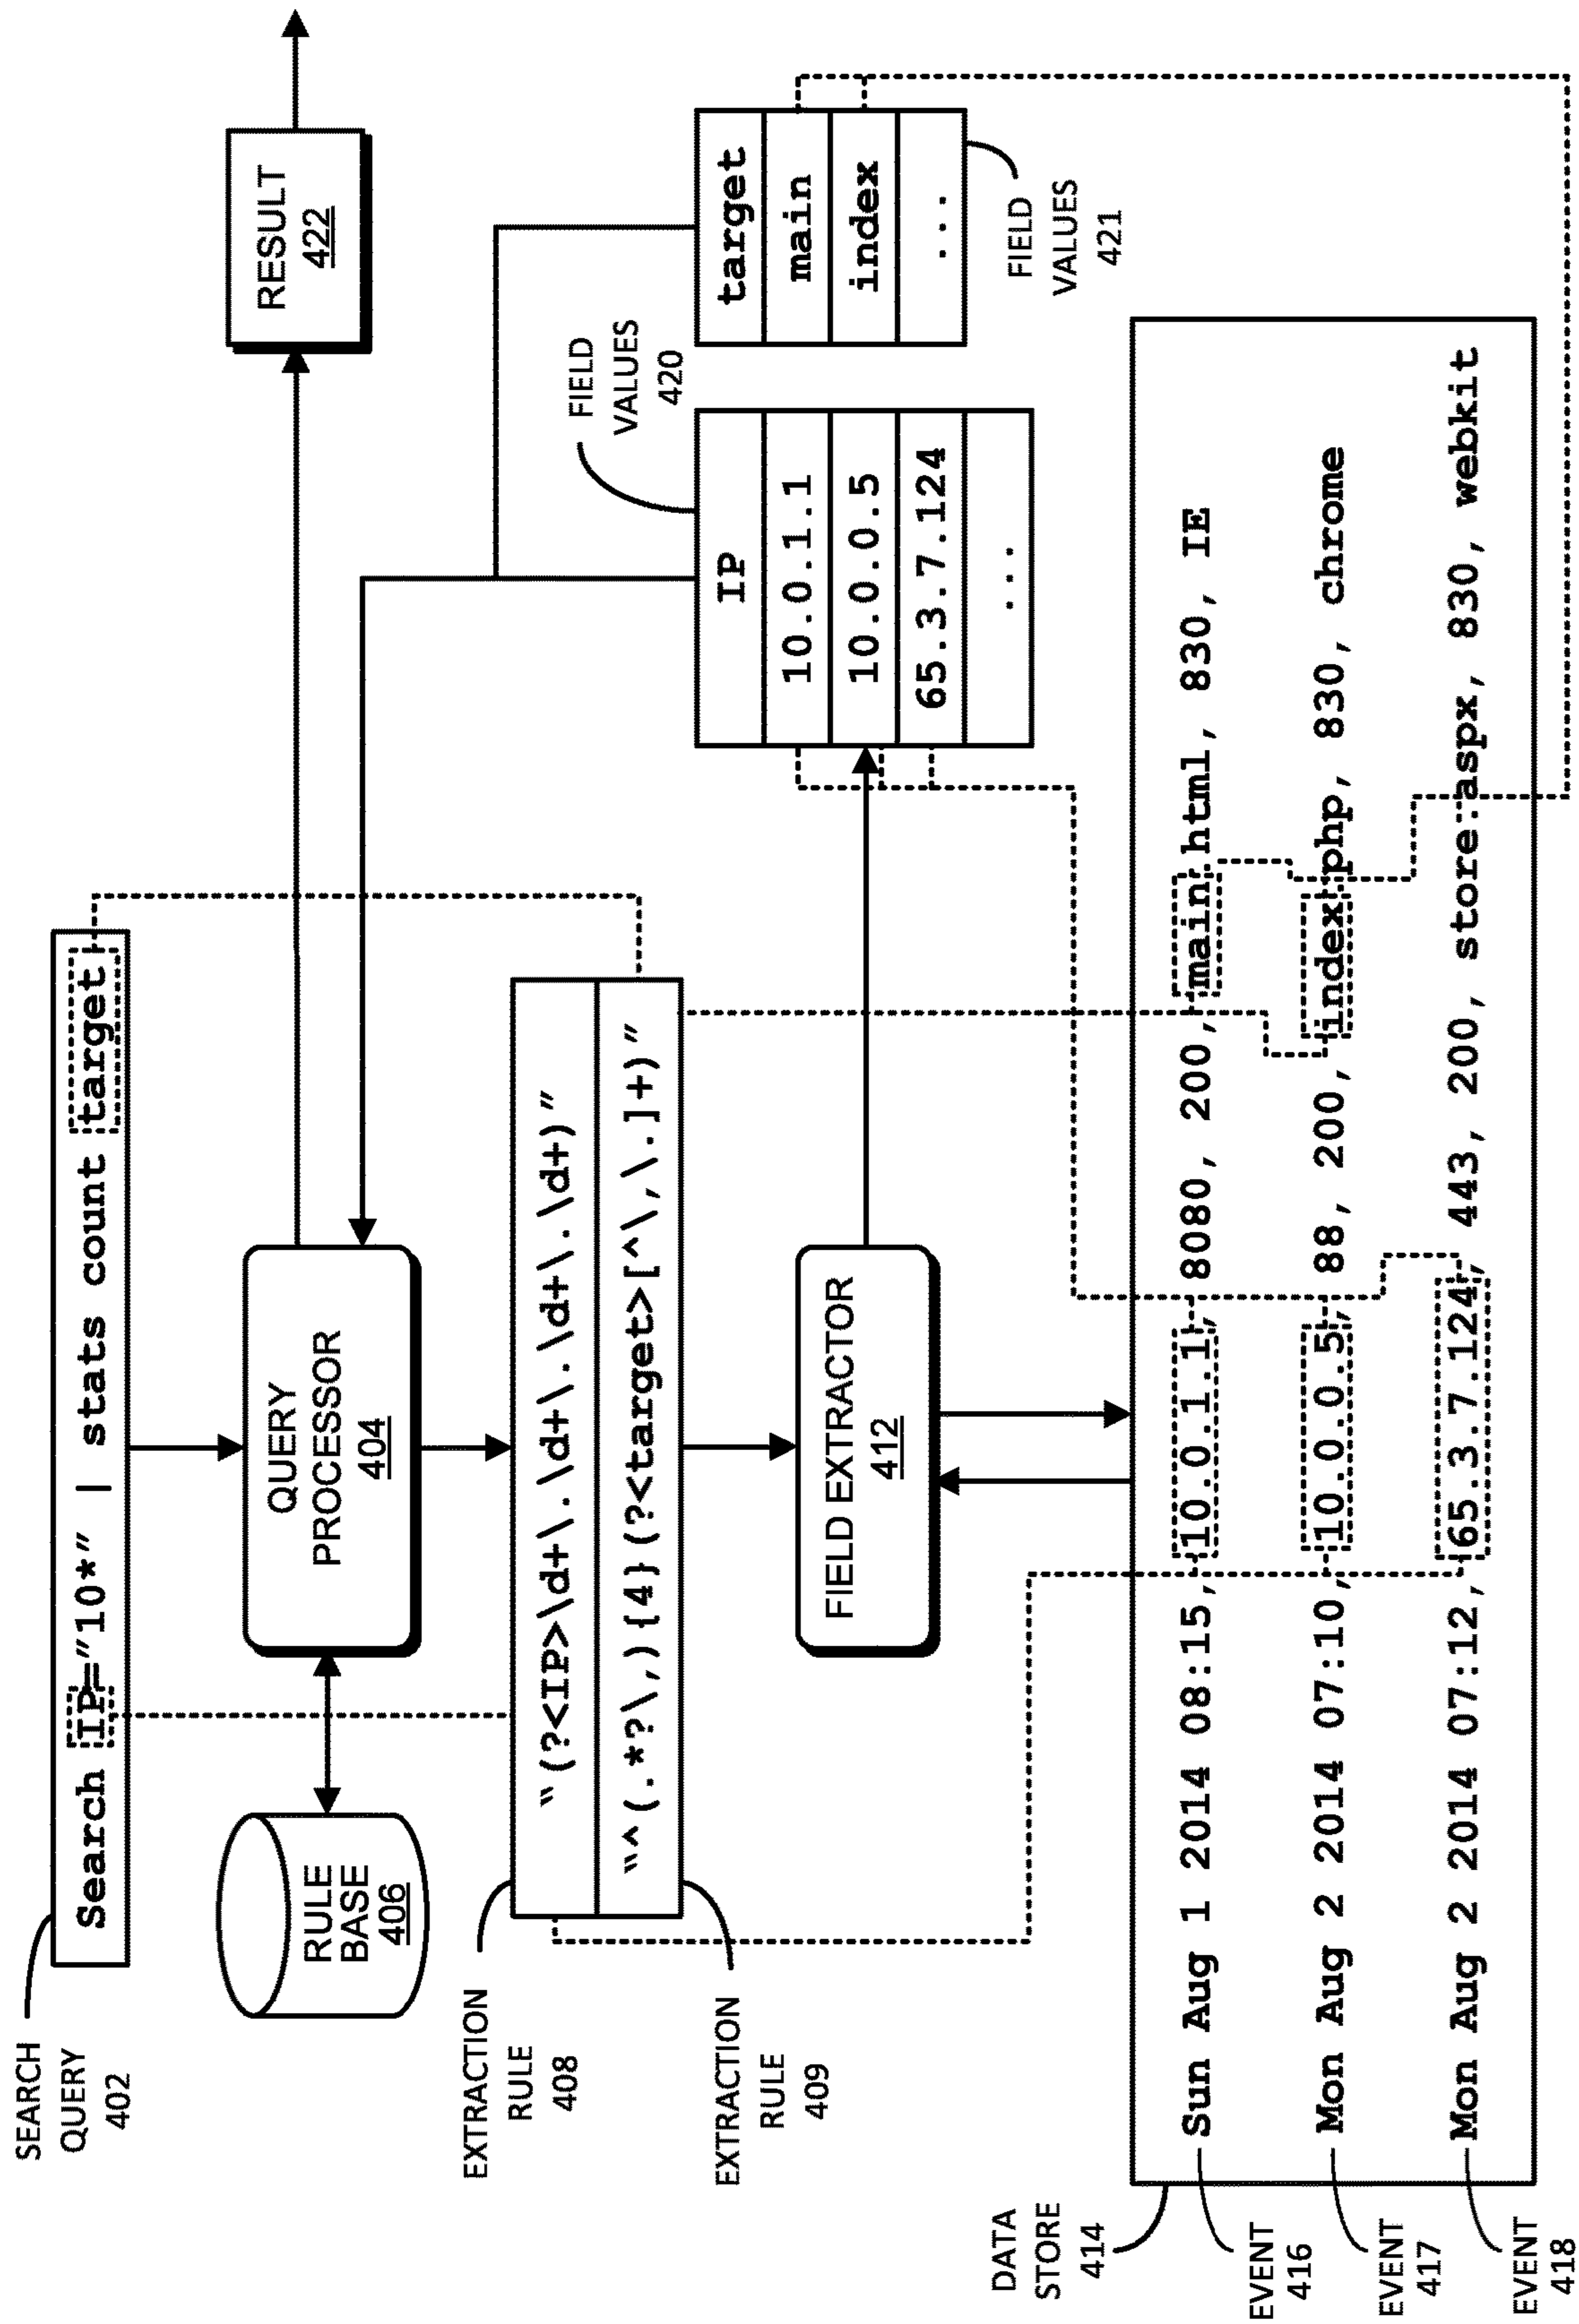 SEARCH
QUERY
402
Search IP="10*" | stats count target
RULE
BASE
406
QUERY
PROCESSOR
404
RESULT
422
EXTRACTION
RULE
408
"(?<IP>\d+\.\d+\.\d+\.\d+)"
"^(.*?\,){4}(?<target>[^\,\.]+)"
EXTRACTION
RULE
409
FIELD EXTRACTOR
412
FIELD
VALUES
420
IP
10.0.1.1
10.0.0.5
65.3.7.124
...
target
main
index
...
FIELD
VALUES
421
DATA
STORE
414
Sun Aug 1 2014 08:15, 10.0.1.1, 8080, 200, main.html, 830, IE
EVENT
416
Mon Aug 2 2014 07:10, 10.0.0.5, 88, 200, index.php, 830, chrome
EVENT
417
Mon Aug 2 2014 07:12, 65.3.7.124, 443, 200, store.aspx, 830, webkit
EVENT
418